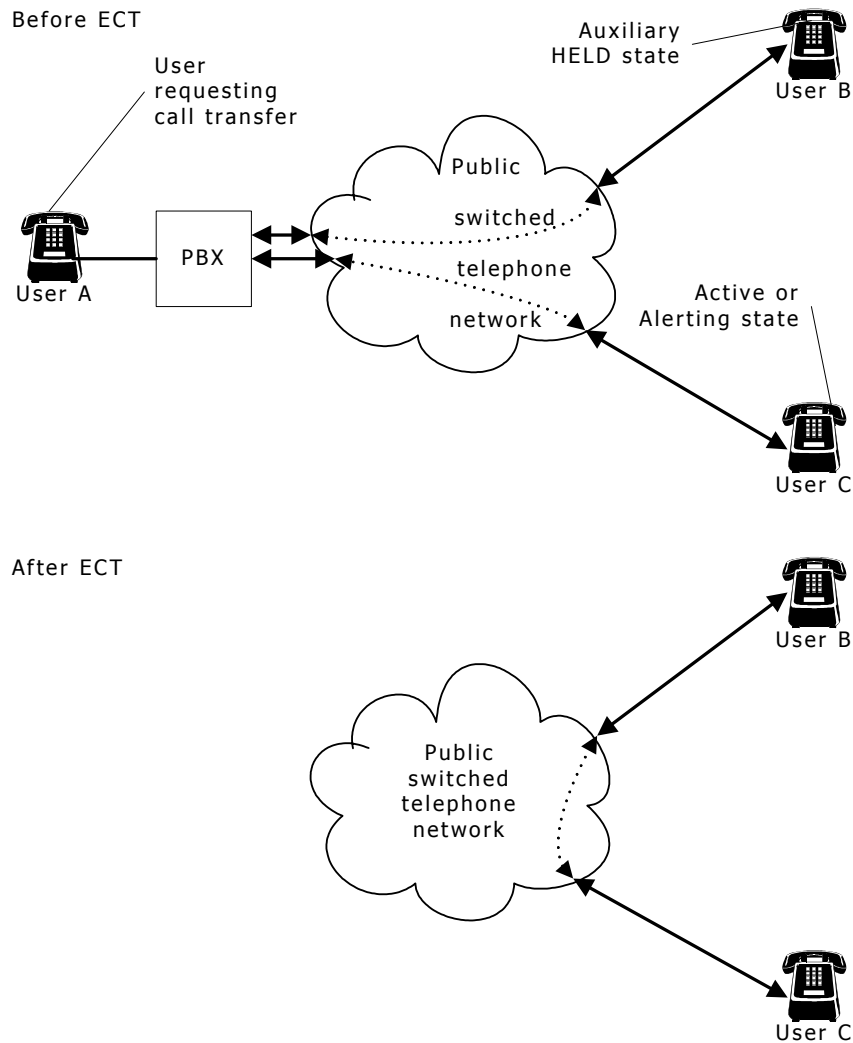 Before ECT
User
requesting
call transfer
Auxiliary
HELD state
User B
Public
switched
telephone
network
PBX
User A
Active or
Alerting state
User C
After ECT
User B
Public
switched
telephone
network
User C